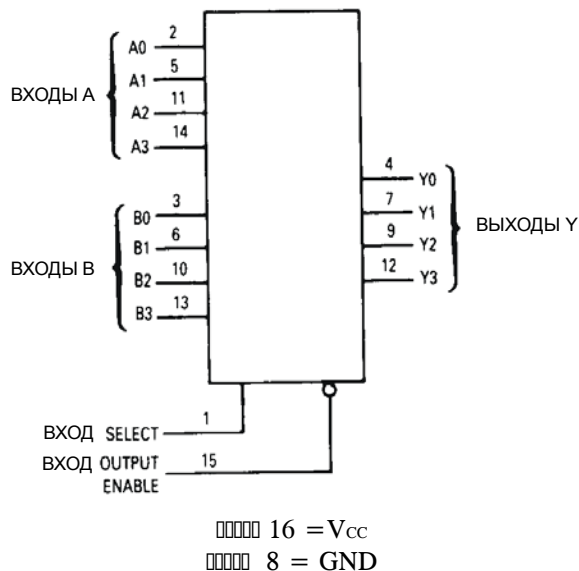 ВХОДЫ А
A0 2
A1 5
A2 11
A3 14
ВХОДЫ В
B0 3
B1 6
B2 10
B3 13
4 Y0
7 Y1
9 Y2
12 Y3
ВЫХОДЫ Y
ВХОД SELECT 1
ВХОД OUTPUT ENABLE 15
16 = Vcc
8 = GND